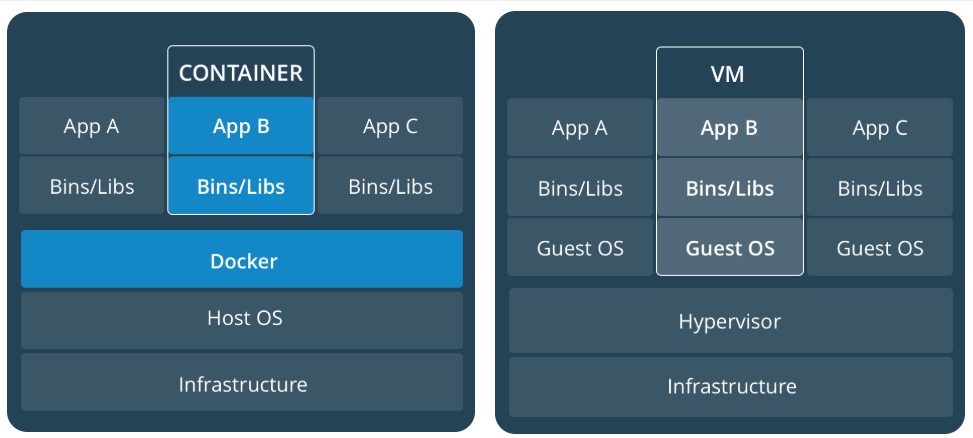 CONTAINER
App A
App B
App C
Bins/Libs
Bins/Libs
Bins/Libs
Docker
Host OS
Infrastructure
VM
App A
App B
App C
Bins/Libs
Bins/Libs
Bins/Libs
Guest OS
Guest OS
Guest OS
Hypervisor
Infrastructure